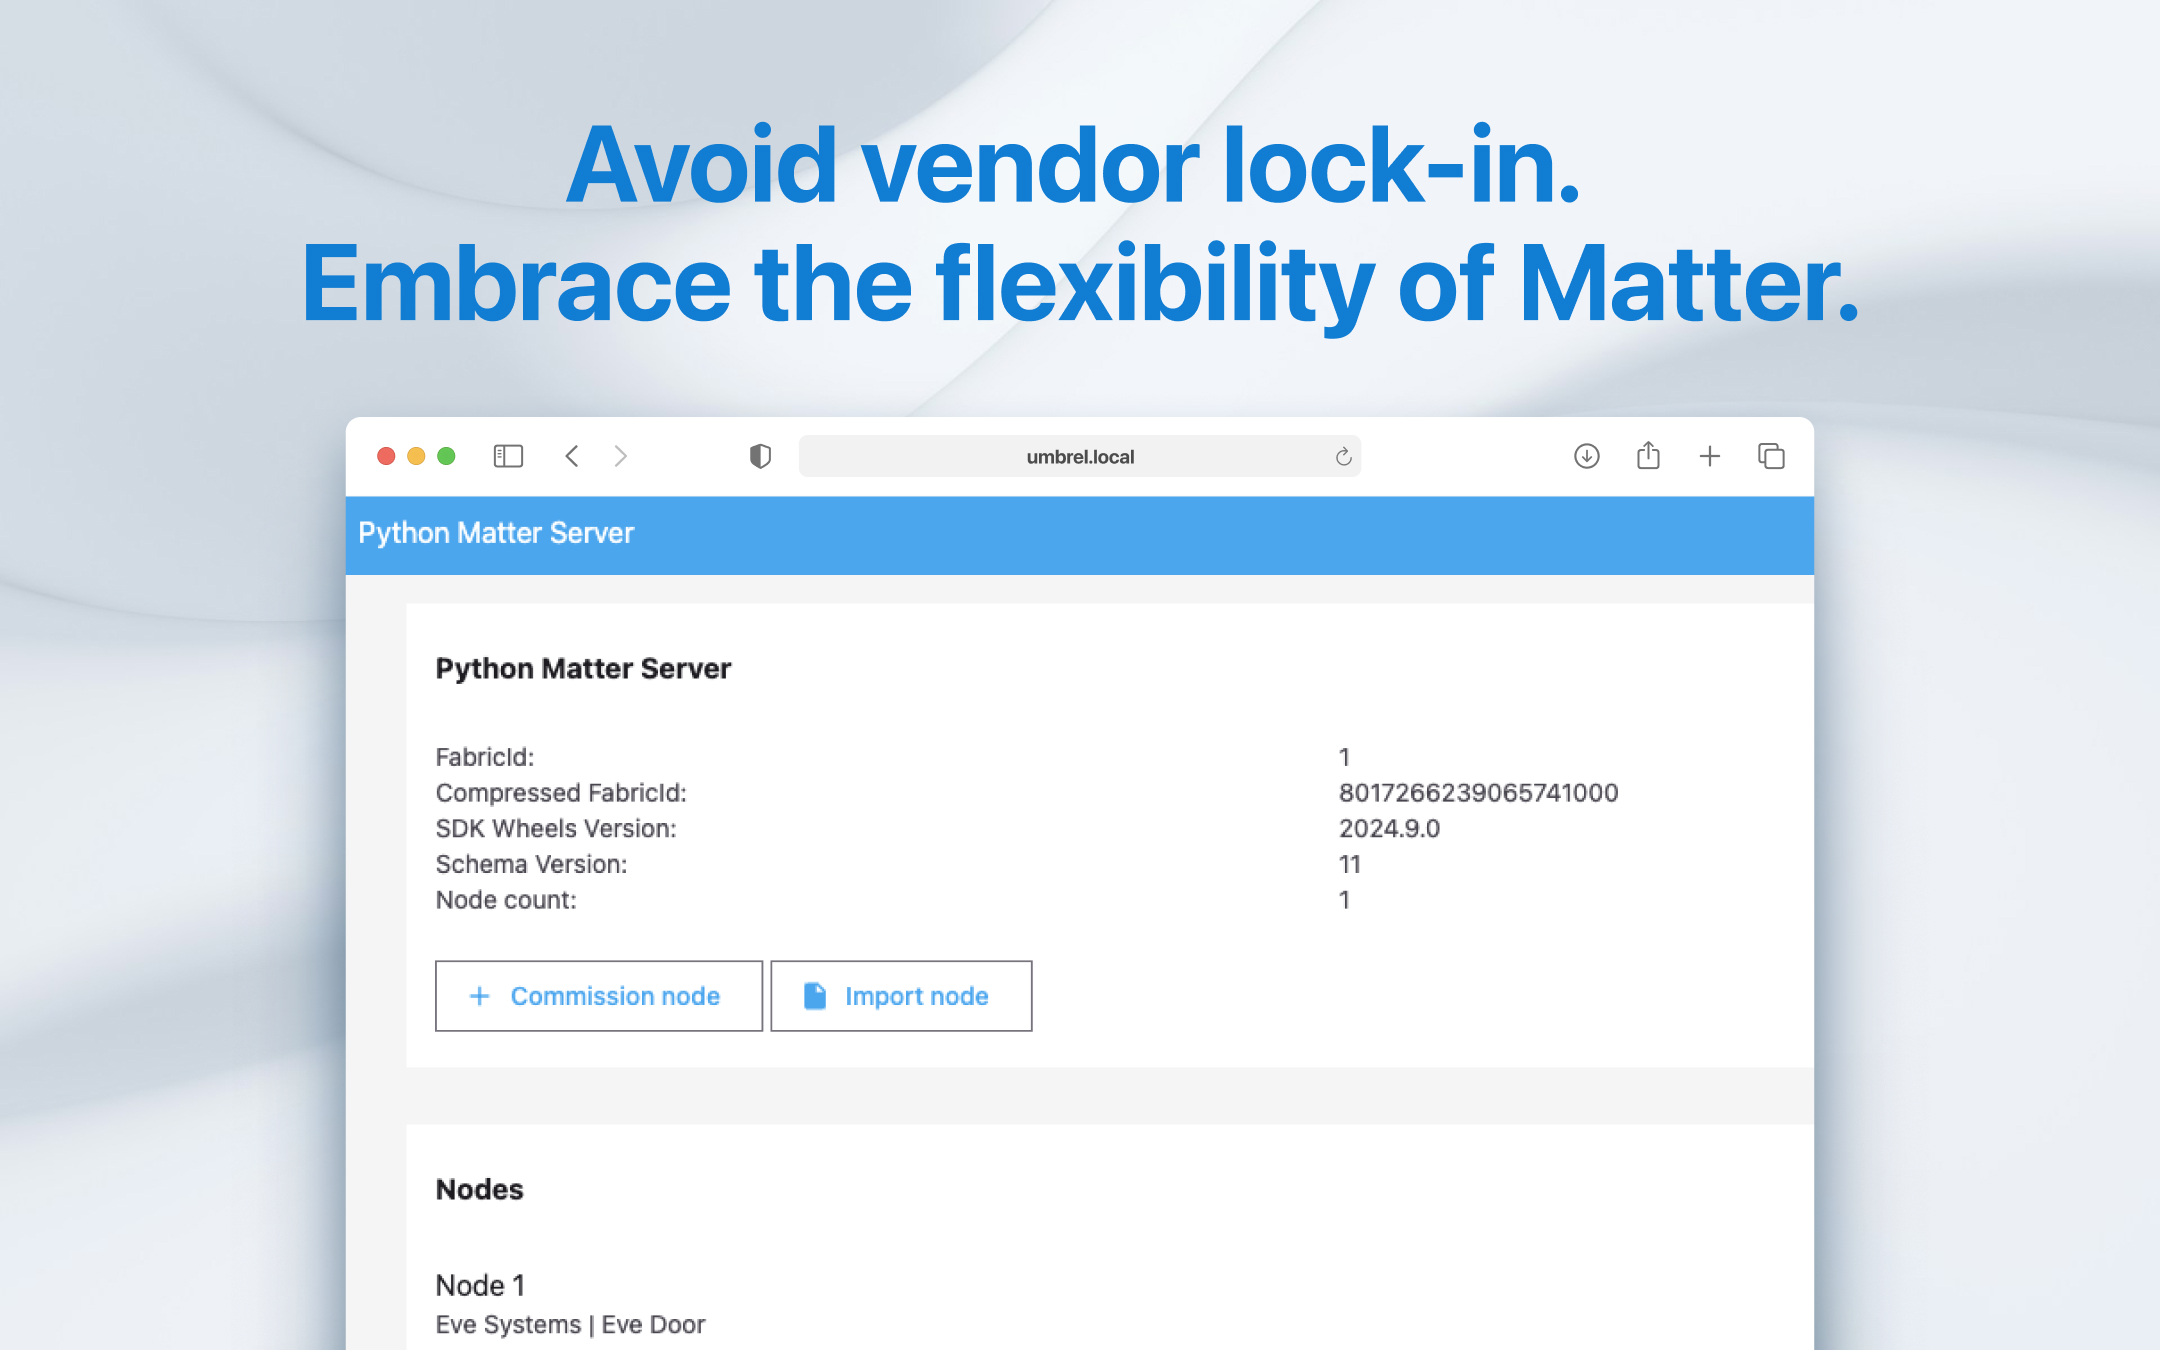 Avoid vendor lock-in.
Embrace the flexibility of Matter.
umbrel.local
Python Matter Server
Python Matter Server
FabricId: 1
Compressed FabricId: 8017266239065741000
SDK Wheels Version: 2024.9.0
Schema Version: 11
Node count: 1
Commission node Import node
Nodes
Node 1
Eve Systems | Eve Door